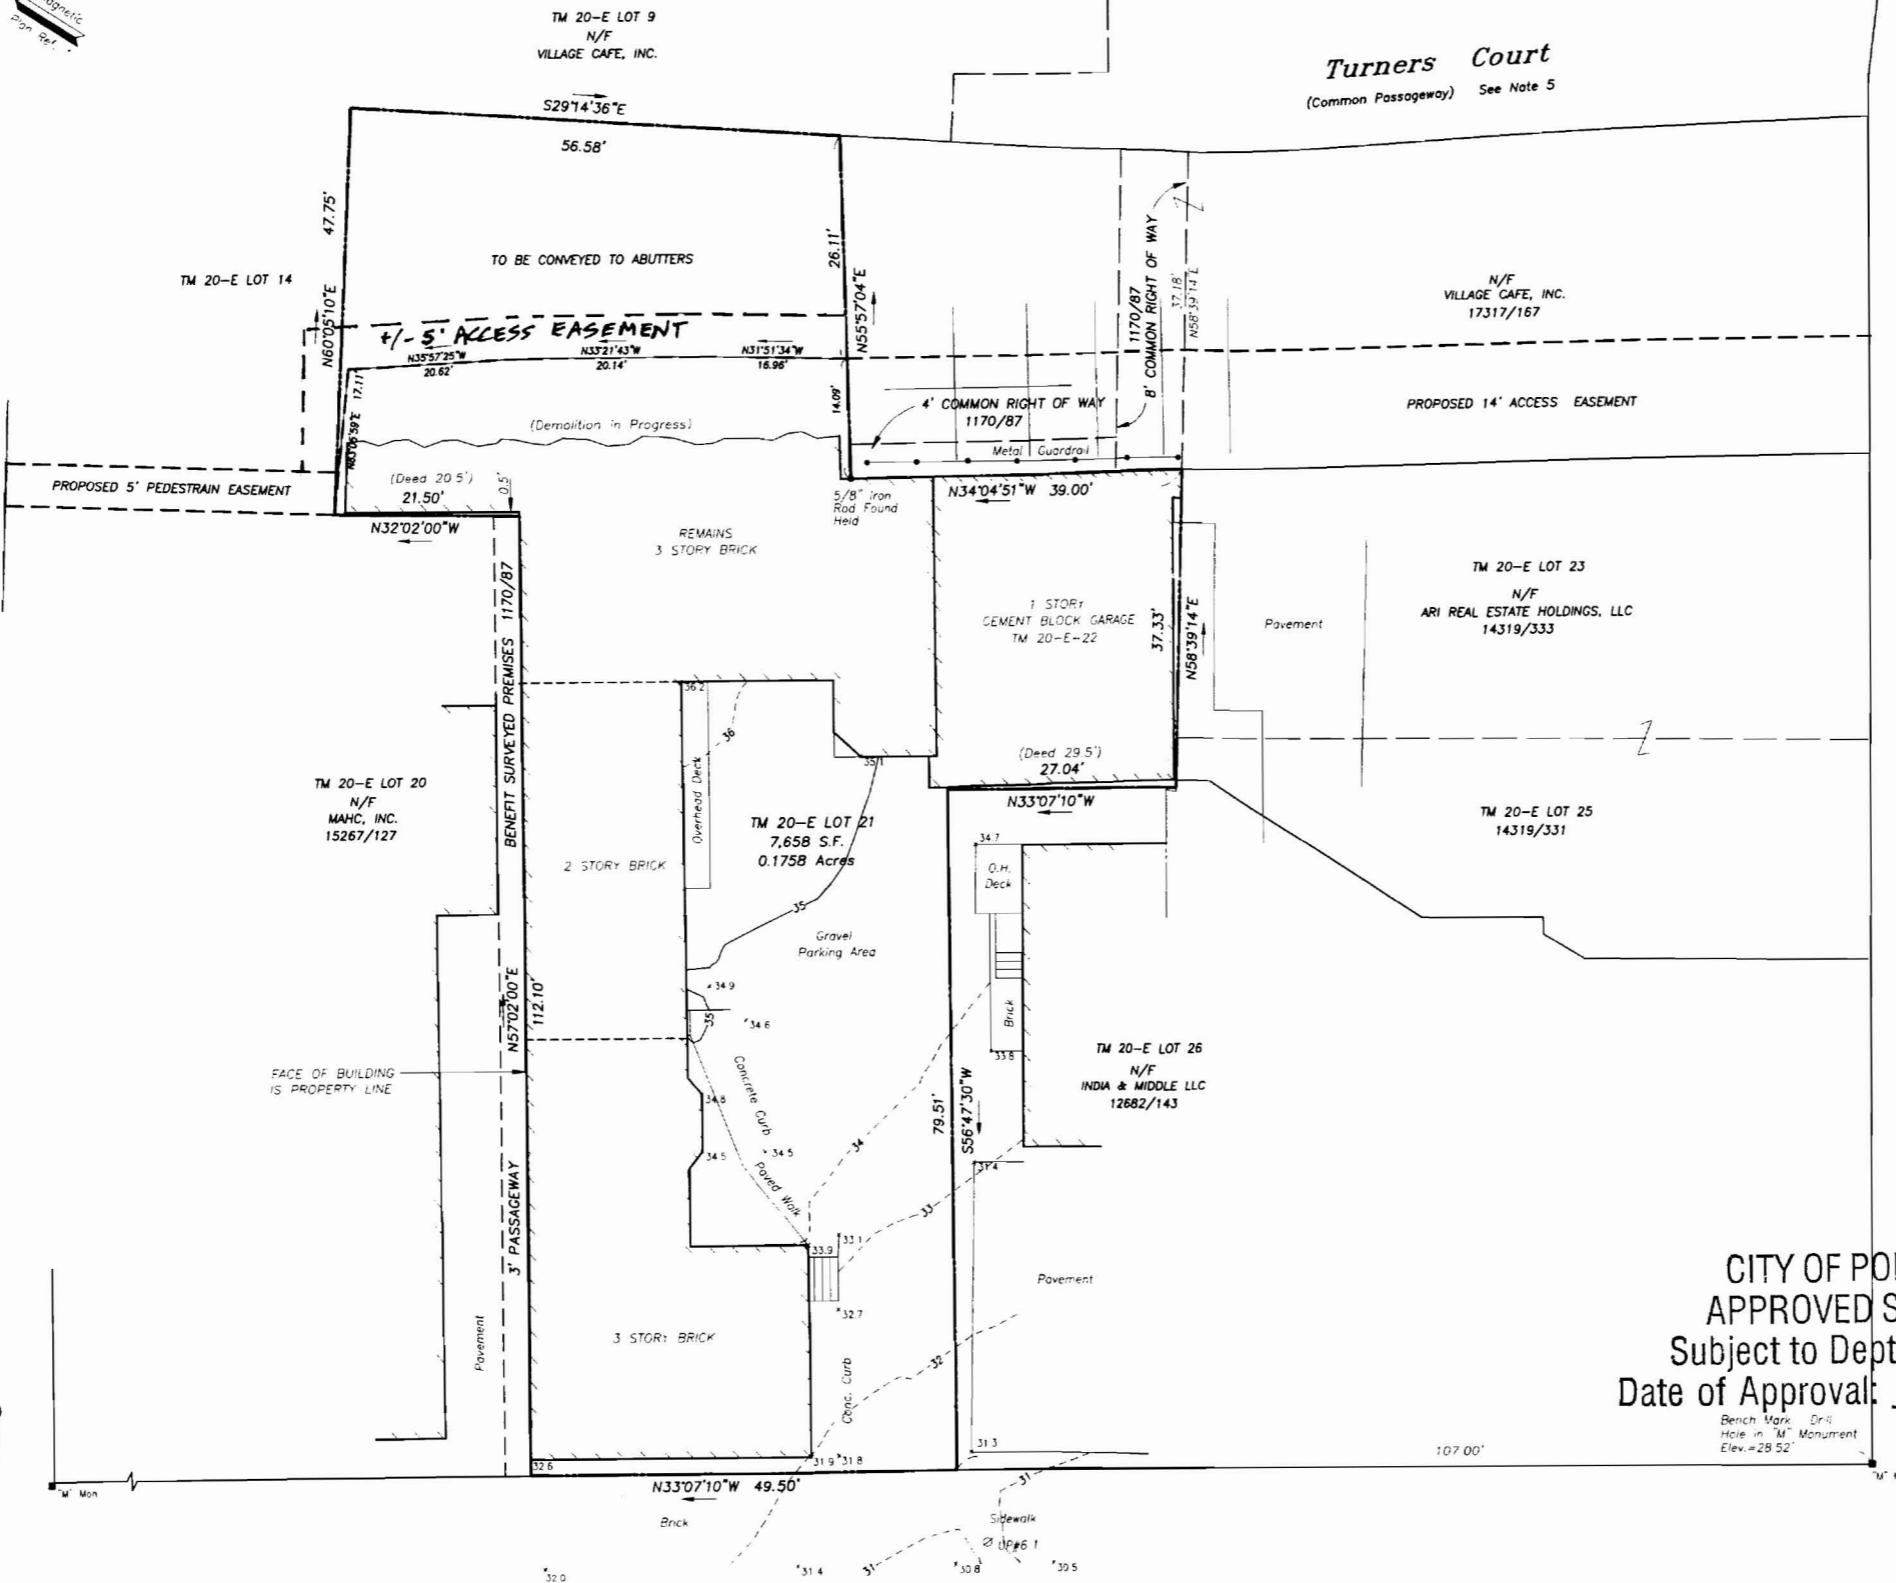 agnetic
Plan Ref.
TM 20-E LOT 9
N/F
VILLAGE CAFE, INC.
Turners Court
(Common Passageway) See Note 5
S29°14'36"E
56.58'
47.75'
N60°05'10"E
TM 20-E LOT 14
TO BE CONVEYED TO ABUTTERS
26.11'
N55°57'04"E
+/- 5' ACCESS EASEMENT
N35°57'25"W
20.62'
N33°21'43"W
20.14'
N31°51'34"W
16.96'
17.11'
N63°06'59"E
14.09'
1170/87
8' COMMON RIGHT OF WAY
37.18'
N58°39'14"E
N/F
VILLAGE CAFE, INC.
17317/167
4' COMMON RIGHT OF WAY
1170/87
PROPOSED 14' ACCESS EASEMENT
(Demolition in Progress)
Metal Guardrail
PROPOSED 5' PEDESTRAIN EASEMENT
(Deed 20.5')
21.50'
0.5'
N32°02'00"W
5/8" Iron
Rod Found
Held
N34°04'51"W 39.00'
REMAINS
3 STORY BRICK
1 STORY
CEMENT BLOCK GARAGE
TM 20-E-22
37.33'
N58°39'14"E
Pavement
TM 20-E LOT 23
N/F
ARI REAL ESTATE HOLDINGS, LLC
14319/333
BENEFIT SURVEYED PREMISES 1170/87
36.2
36
Overhead Deck
35.1
(Deed 29.5')
27.04'
N33°07'10"W
TM 20-E LOT 20
N/F
MAHC, INC.
15267/127
TM 20-E LOT 21
7,658 S.F.
0.1758 Acres
TM 20-E LOT 25
14319/331
2 STORY BRICK
34.7
O.H.
Deck
35
Gravel
Parking Area
34.9
35
34.6
Brick
33.8
N57°02'00"E
112.10'
FACE OF BUILDING
IS PROPERTY LINE
Concrete Curb
34.8
34.5
34.5
Paved Walk
34
79.51'
S56°47'30"W
TM 20-E LOT 26
N/F
INDIA & MIDDLE LLC
12682/143
31.4
33
3' PASSAGEWAY
33.9
33.1
32.7
Pavement
Pavement
3 STORY BRICK
32
Conc. Curb
CITY OF PO
APPROVED S
Subject to Dept
Date of Approval:
Bench Mark Drill
Hole in "M" Monument
Elev.=28.52'
31.3
107.00'
32.6
31.9
31.8
"M" Mon
N33°07'10"W 49.50'
31
"M"
Brick
Sidewalk
UP#6 1
32.0
31.4
31
30.8
30.5